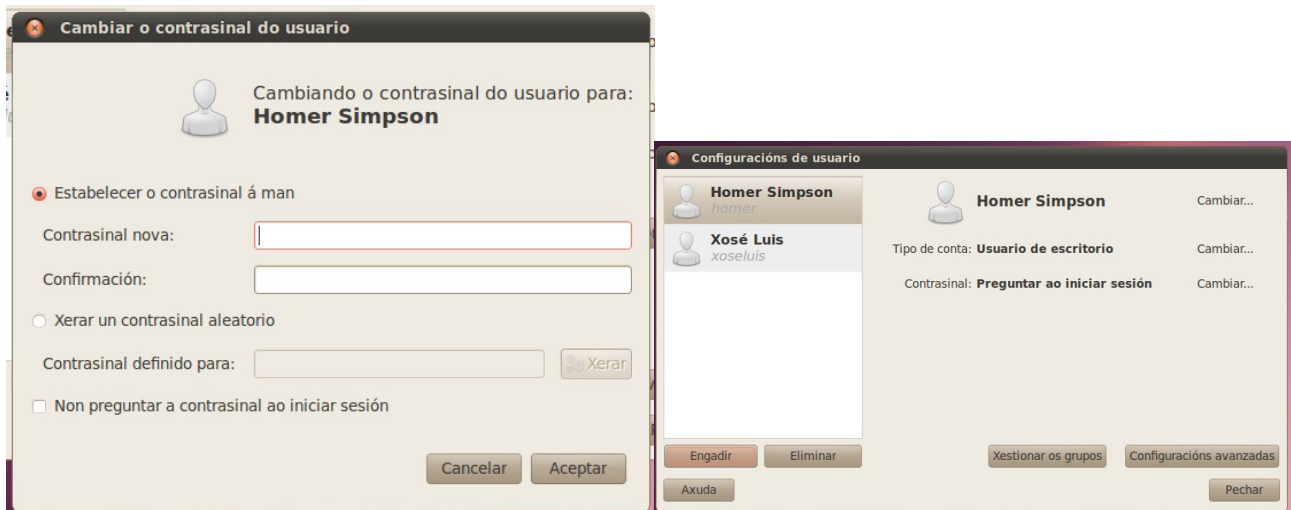 Cambiar o contrasinal do usuario
Cambiando o contrasinal do usuario para:
Homer Simpson
Estabelecer o contrasinal á man
Contrasinal nova:
Confirmación:
Xerar un contrasinal aleatorio
Contrasinal definido para:
Xerar
Non preguntar a contrasinal ao iniciar sesión
Cancelar
Aceptar
Configuracións de usuario
Homer Simpson
homer
Xosé Luis
xoseluis
Homer Simpson
Cambiar...
Tipo de conta: Usuario de escritorio
Cambiar...
Contrasinal: Preguntar ao iniciar sesión
Cambiar...
Engadir
Eliminar
Xestionar os grupos
Configuracións avanzadas
Axuda
Pechar